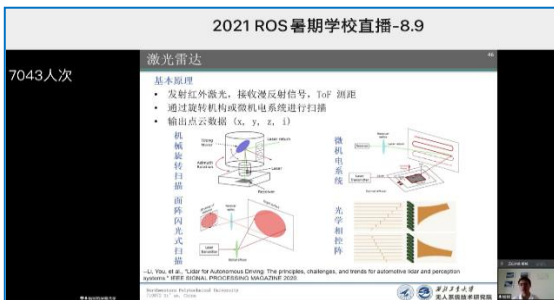 2021 ROS暑期学校直播-8.9
7043人次
激光雷达
46
基本原理
• 发射红外激光，接收漫反射信号，ToF 测距
• 通过旋转机构或微机电系统进行扫描
• 输出点云数据 (x, y, z, i)
机械旋转扫描
微机电系统
面阵闪光式扫描
光学相控阵
Laser
Receiver
--Li, You, et al., "Lidar for Autonomous Driving: The principles, challenges, and trends for automotive lidar and perception
systems." IEEE SIGNAL PROCESSING MAGAZINE 2020.
Northwestern Polytechnical University
西北工业大学
无人系统技术研究院